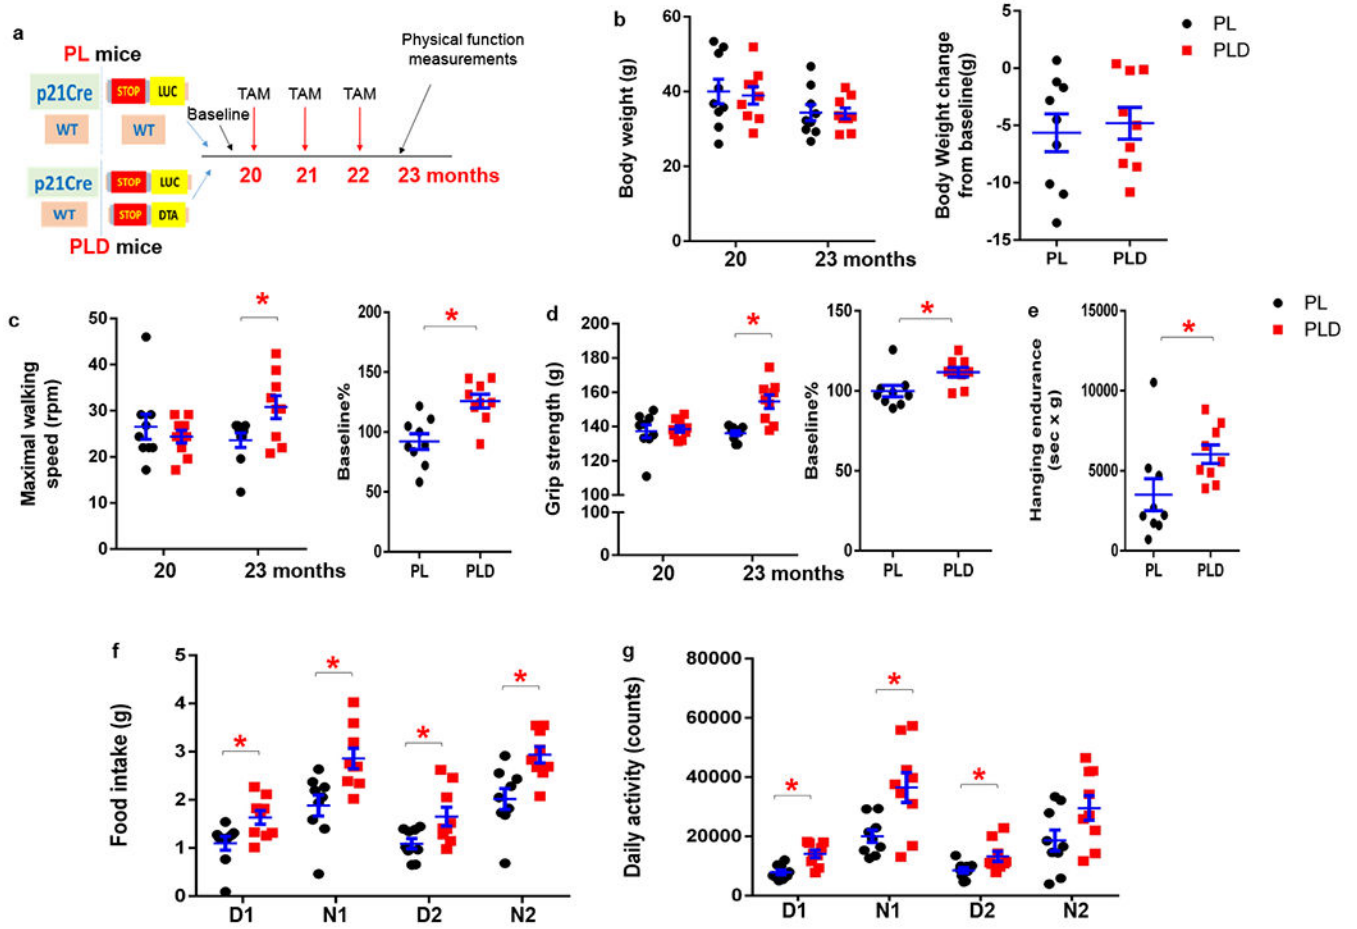 a
PL mice
p21Cre STOP LUC
WT WT
p21Cre STOP LUC
WT STOP DTA
PLD mice
Baseline
TAM TAM TAM
Physical function
measurements
20 21 22 23 months
b
Body weight (g)
60
40
20
0
20 23 months
Body Weight change
from baseline(g)
5
0
-5
-10
-15
PL PLD
PL
PLD
c
Maximal walking
speed (rpm)
50
40
30
20
10
0
*
20 23 months
Baseline%
200
150
100
50
0
*
PL PLD
d
Grip strength (g)
200
180
160
140
120
100
100
0
*
20 23 months
Baseline%
150
100
50
0
*
PL PLD
e
Hanging endurance
(sec x g)
15000
10000
5000
0
*
PL PLD
PL
PLD
f
Food intake (g)
5
4
3
2
1
0
* * * *
D1 N1 D2 N2
g
Daily activity (counts)
80000
60000
40000
20000
0
* * *
D1 N1 D2 N2